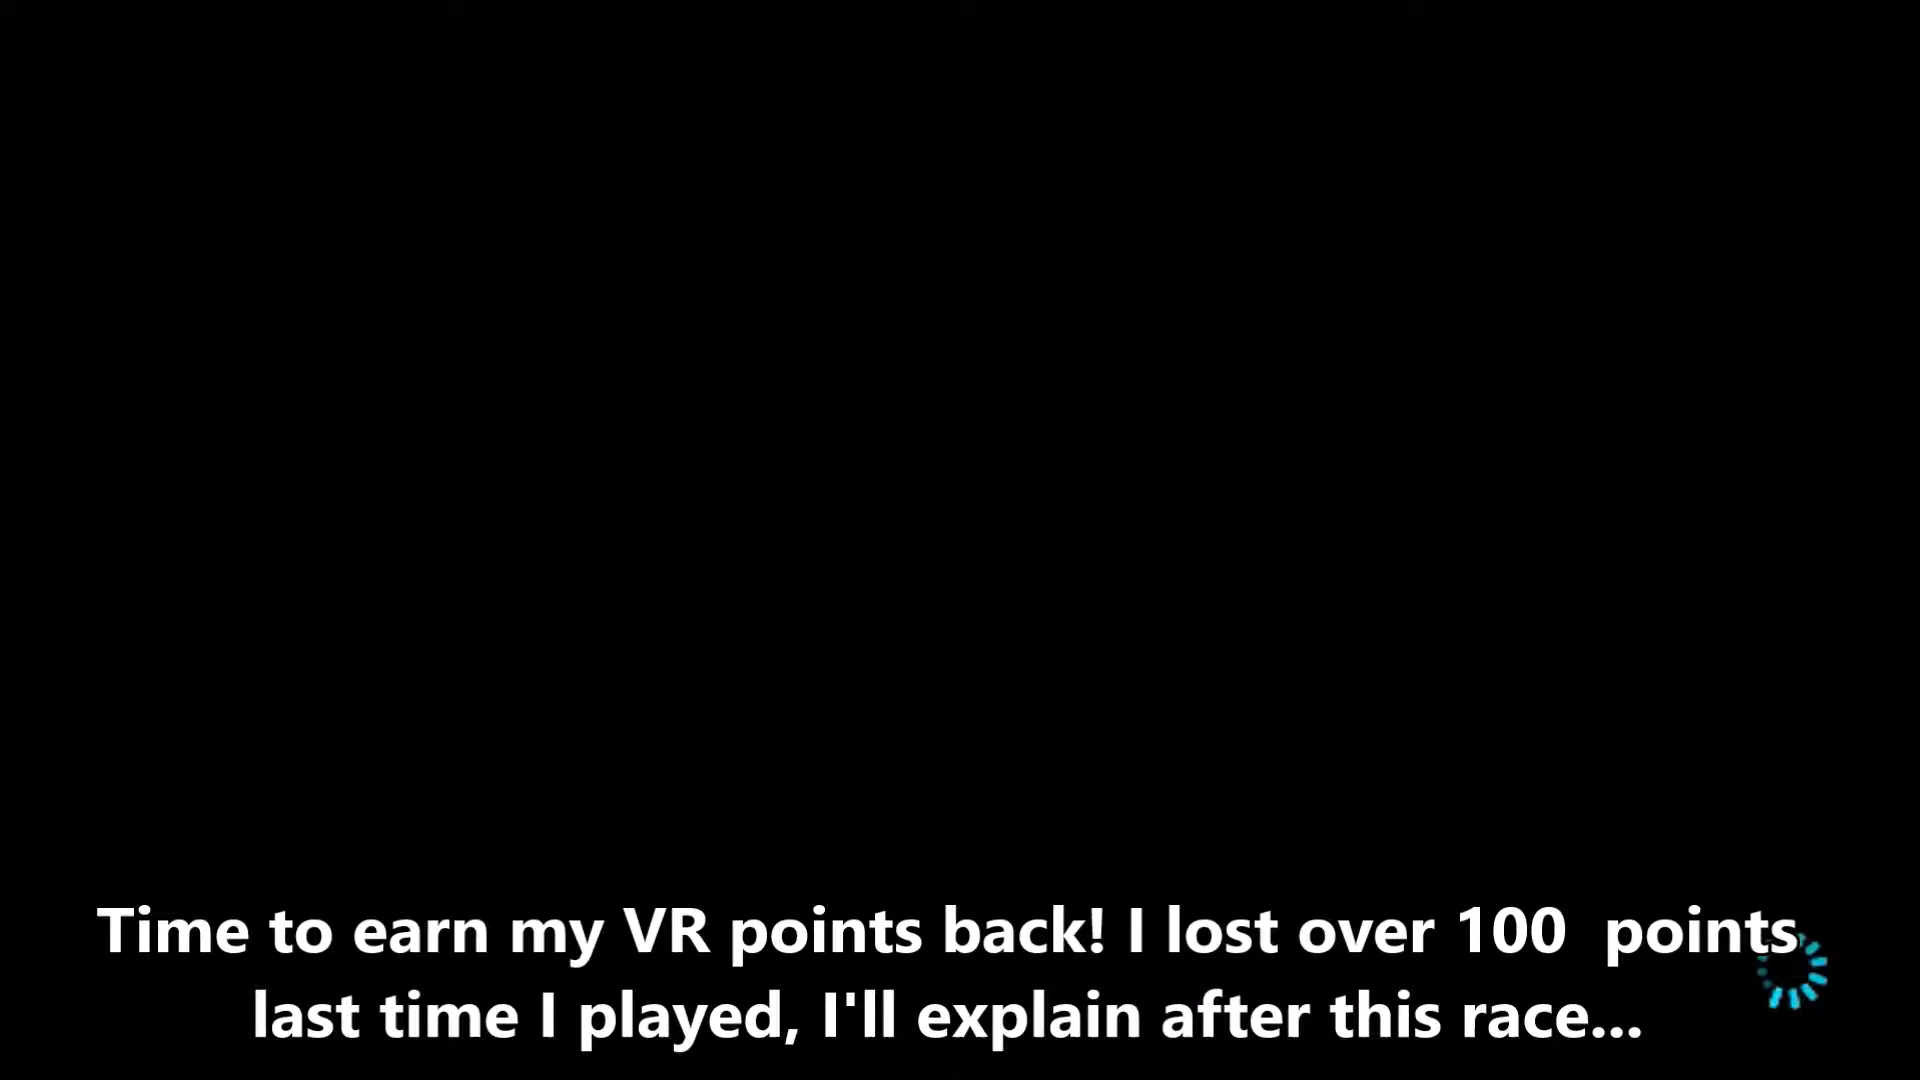 Time to earn my VR points back! I lost over 100  points
last time I played, I'll explain after this race...